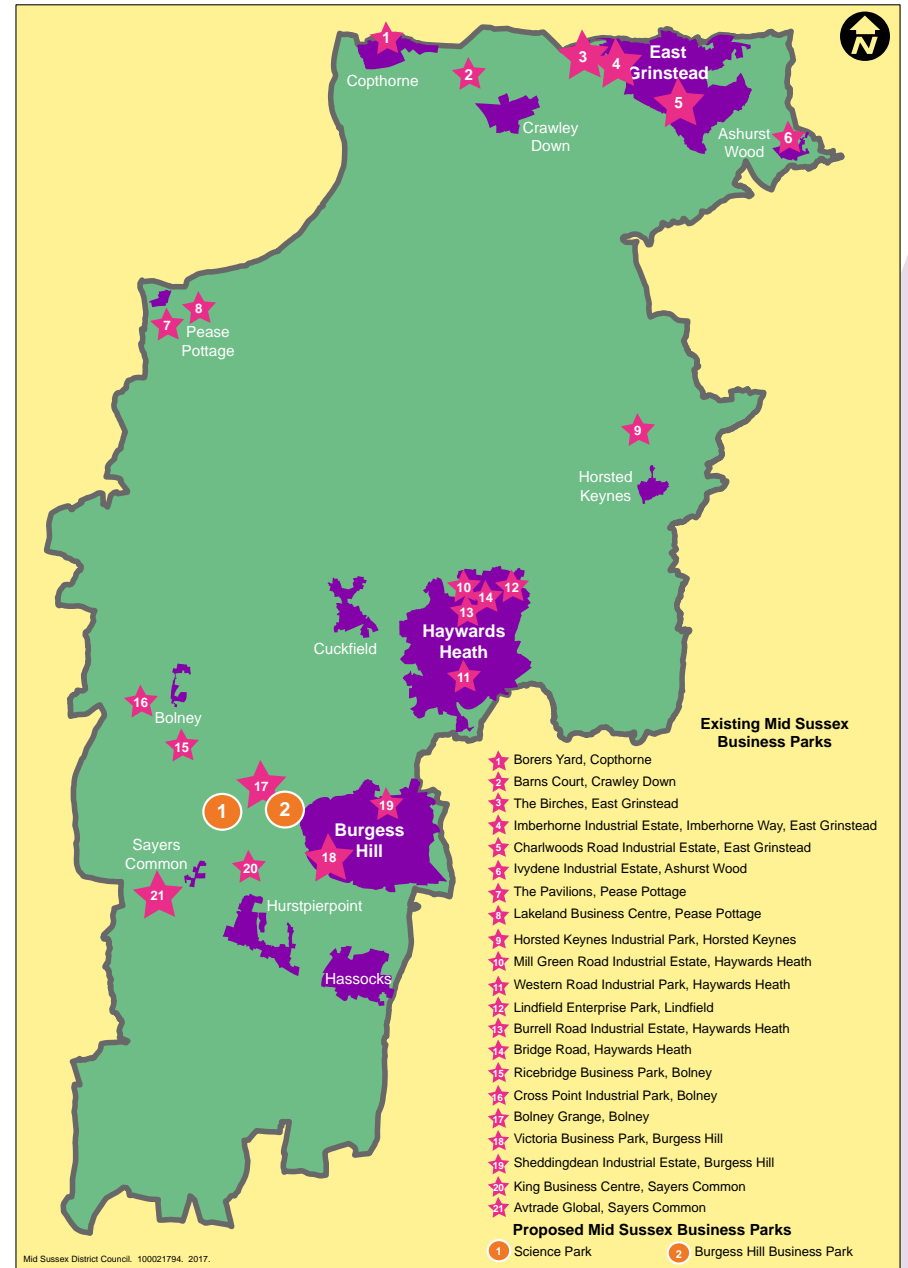 N
1
Copthorne
2
Crawley
Down
3
4
East
Grinstead
5
Ashurst
Wood
6
7
8
Pease
Pottage
9
Horsted
Keynes
10
12
14
13
Haywards
Heath
11
Cuckfield
16
Bolney
15
17
1
2
19
Burgess
Hill
18
Sayers
Common
20
21
Hurstpierpoint
Hassocks
Existing Mid Sussex
Business Parks
1 Borers Yard, Copthorne
2 Barns Court, Crawley Down
3 The Birches, East Grinstead
4 Imberhorne Industrial Estate, Imberhorne Way, East Grinstead
5 Charlwoods Road Industrial Estate, East Grinstead
6 Ivydene Industrial Estate, Ashurst Wood
7 The Pavilions, Pease Pottage
8 Lakeland Business Centre, Pease Pottage
9 Horsted Keynes Industrial Park, Horsted Keynes
10 Mill Green Road Industrial Estate, Haywards Heath
11 Western Road Industrial Park, Haywards Heath
12 Lindfield Enterprise Park, Lindfield
13 Burrell Road Industrial Estate, Haywards Heath
14 Bridge Road, Haywards Heath
15 Ricebridge Business Park, Bolney
16 Cross Point Industrial Park, Bolney
17 Bolney Grange, Bolney
18 Victoria Business Park, Burgess Hill
19 Sheddingdean Industrial Estate, Burgess Hill
20 King Business Centre, Sayers Common
21 Avtrade Global, Sayers Common
Proposed Mid Sussex Business Parks
1 Science Park 2 Burgess Hill Business Park
Mid Sussex District Council. 100021794. 2017.